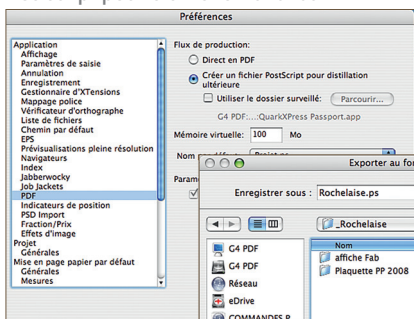 Préférences
Application
Affichage
Paramètres de saisie
Annulation
Enregistrement
Gestionnaire d'XTensions
Mappage police
Vérificateur d'orthographe
Liste de fichiers
Chemin par défaut
EPS
Prévisualisations pleine résolution
Navigateurs
Index
Jabberwocky
Job Jackets
PDF
Indicateurs de position
PSD Import
Fraction/Prix
Effets d'image
Projet
Générales
Mise en page papier par défaut
Générales
Mesures
Flux de production:
Direct en PDF
Créer un fichier PostScript pour distillation
ultérieure
Utiliser le dossier surveillé:
Parcourir...
G4 PDF:...:QuarkXPress Passport.app
Mémoire virtuelle: 100 Mo
Nom
Param
Exporter au fo
Enregistrer sous : Rochelaise.ps
_Rochelaise
G4 PDF
G4 PDF
Réseau
eDrive
COMMANDES P
Nom
affiche Fab
Plaquette PP 2008